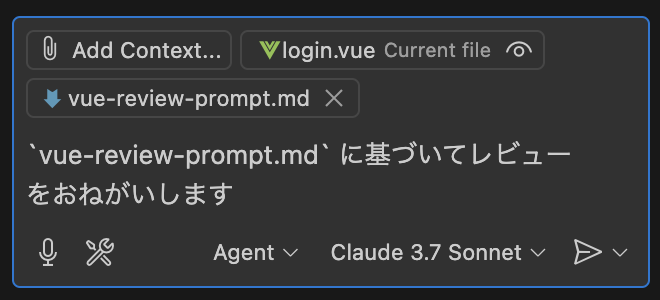 Add Context...
login.vue Current file
vue-review-prompt.md
`vue-review-prompt.md` に基づいてレビュー
をおねがいします
Agent
Claude 3.7 Sonnet